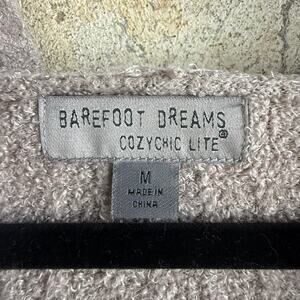 BAREFOOT DREAMS
COZYCHIC LITE®
M
MADE IN
CHINA